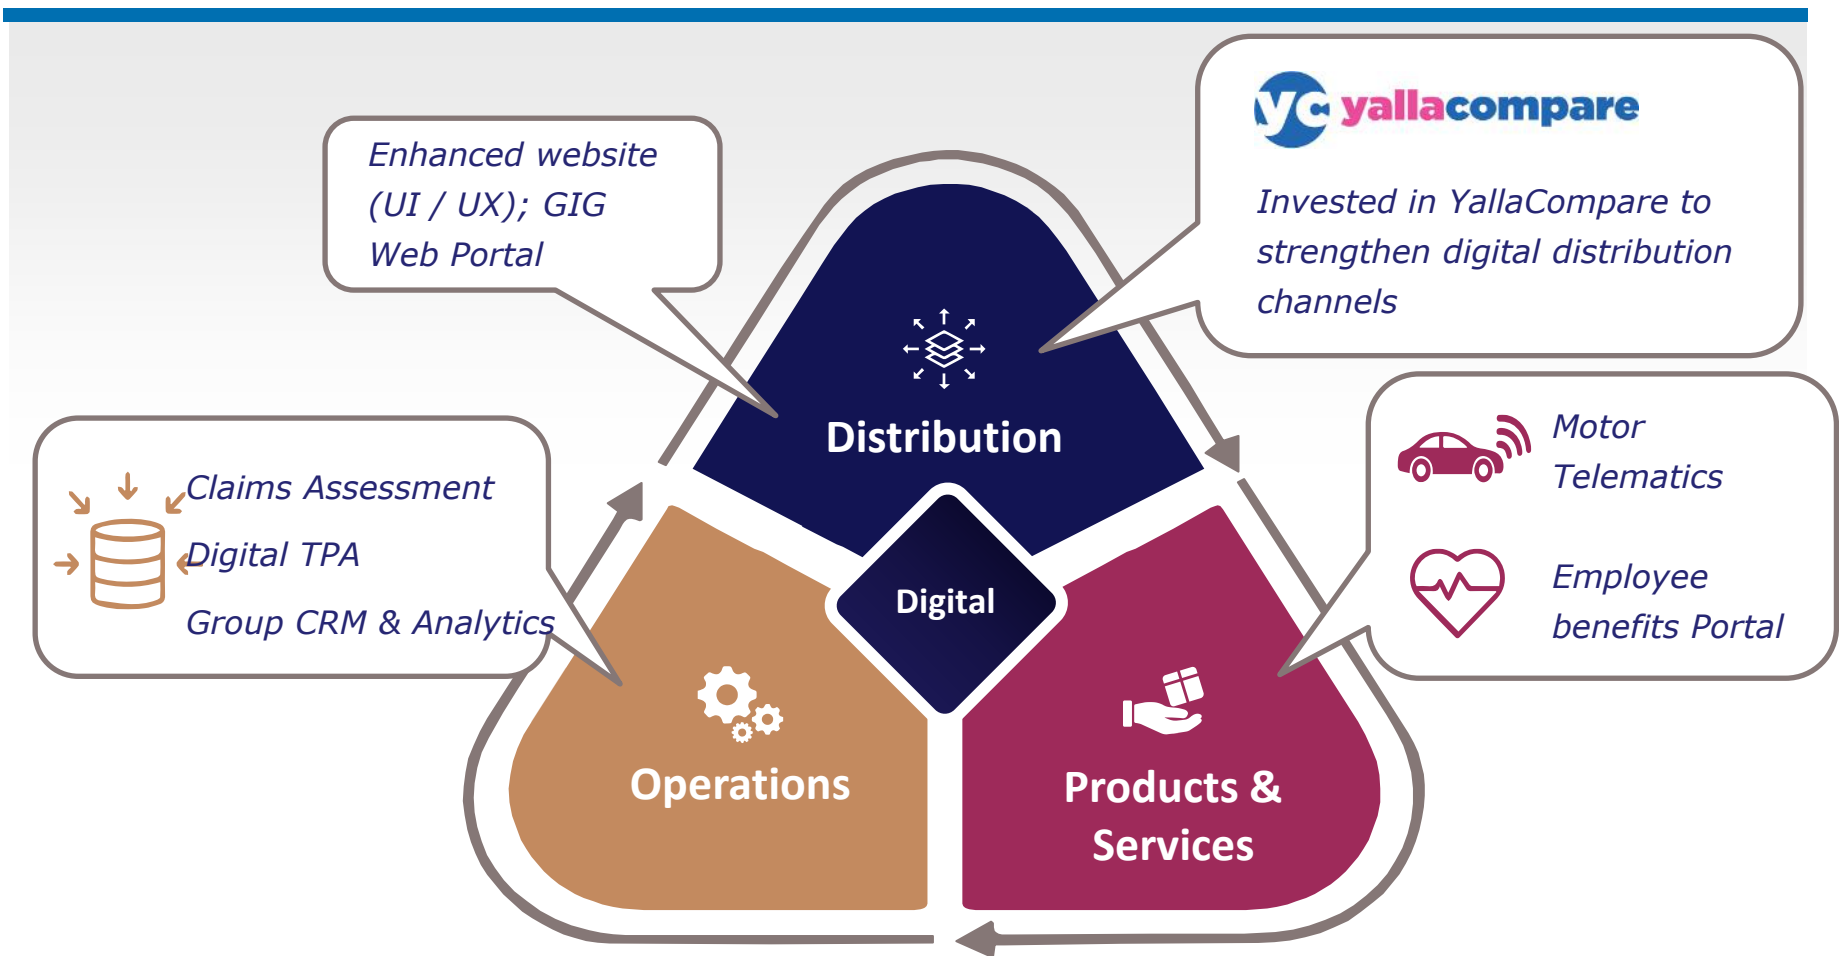 yc yallacompare
Enhanced website
(UI / UX); GIG
Web Portal
Invested in YallaCompare to
strengthen digital distribution
channels
Distribution
Motor
Telematics
Employee
benefits Portal
Claims Assessment
Digital TPA
Group CRM & Analytics
Digital
Operations
Products &
Services